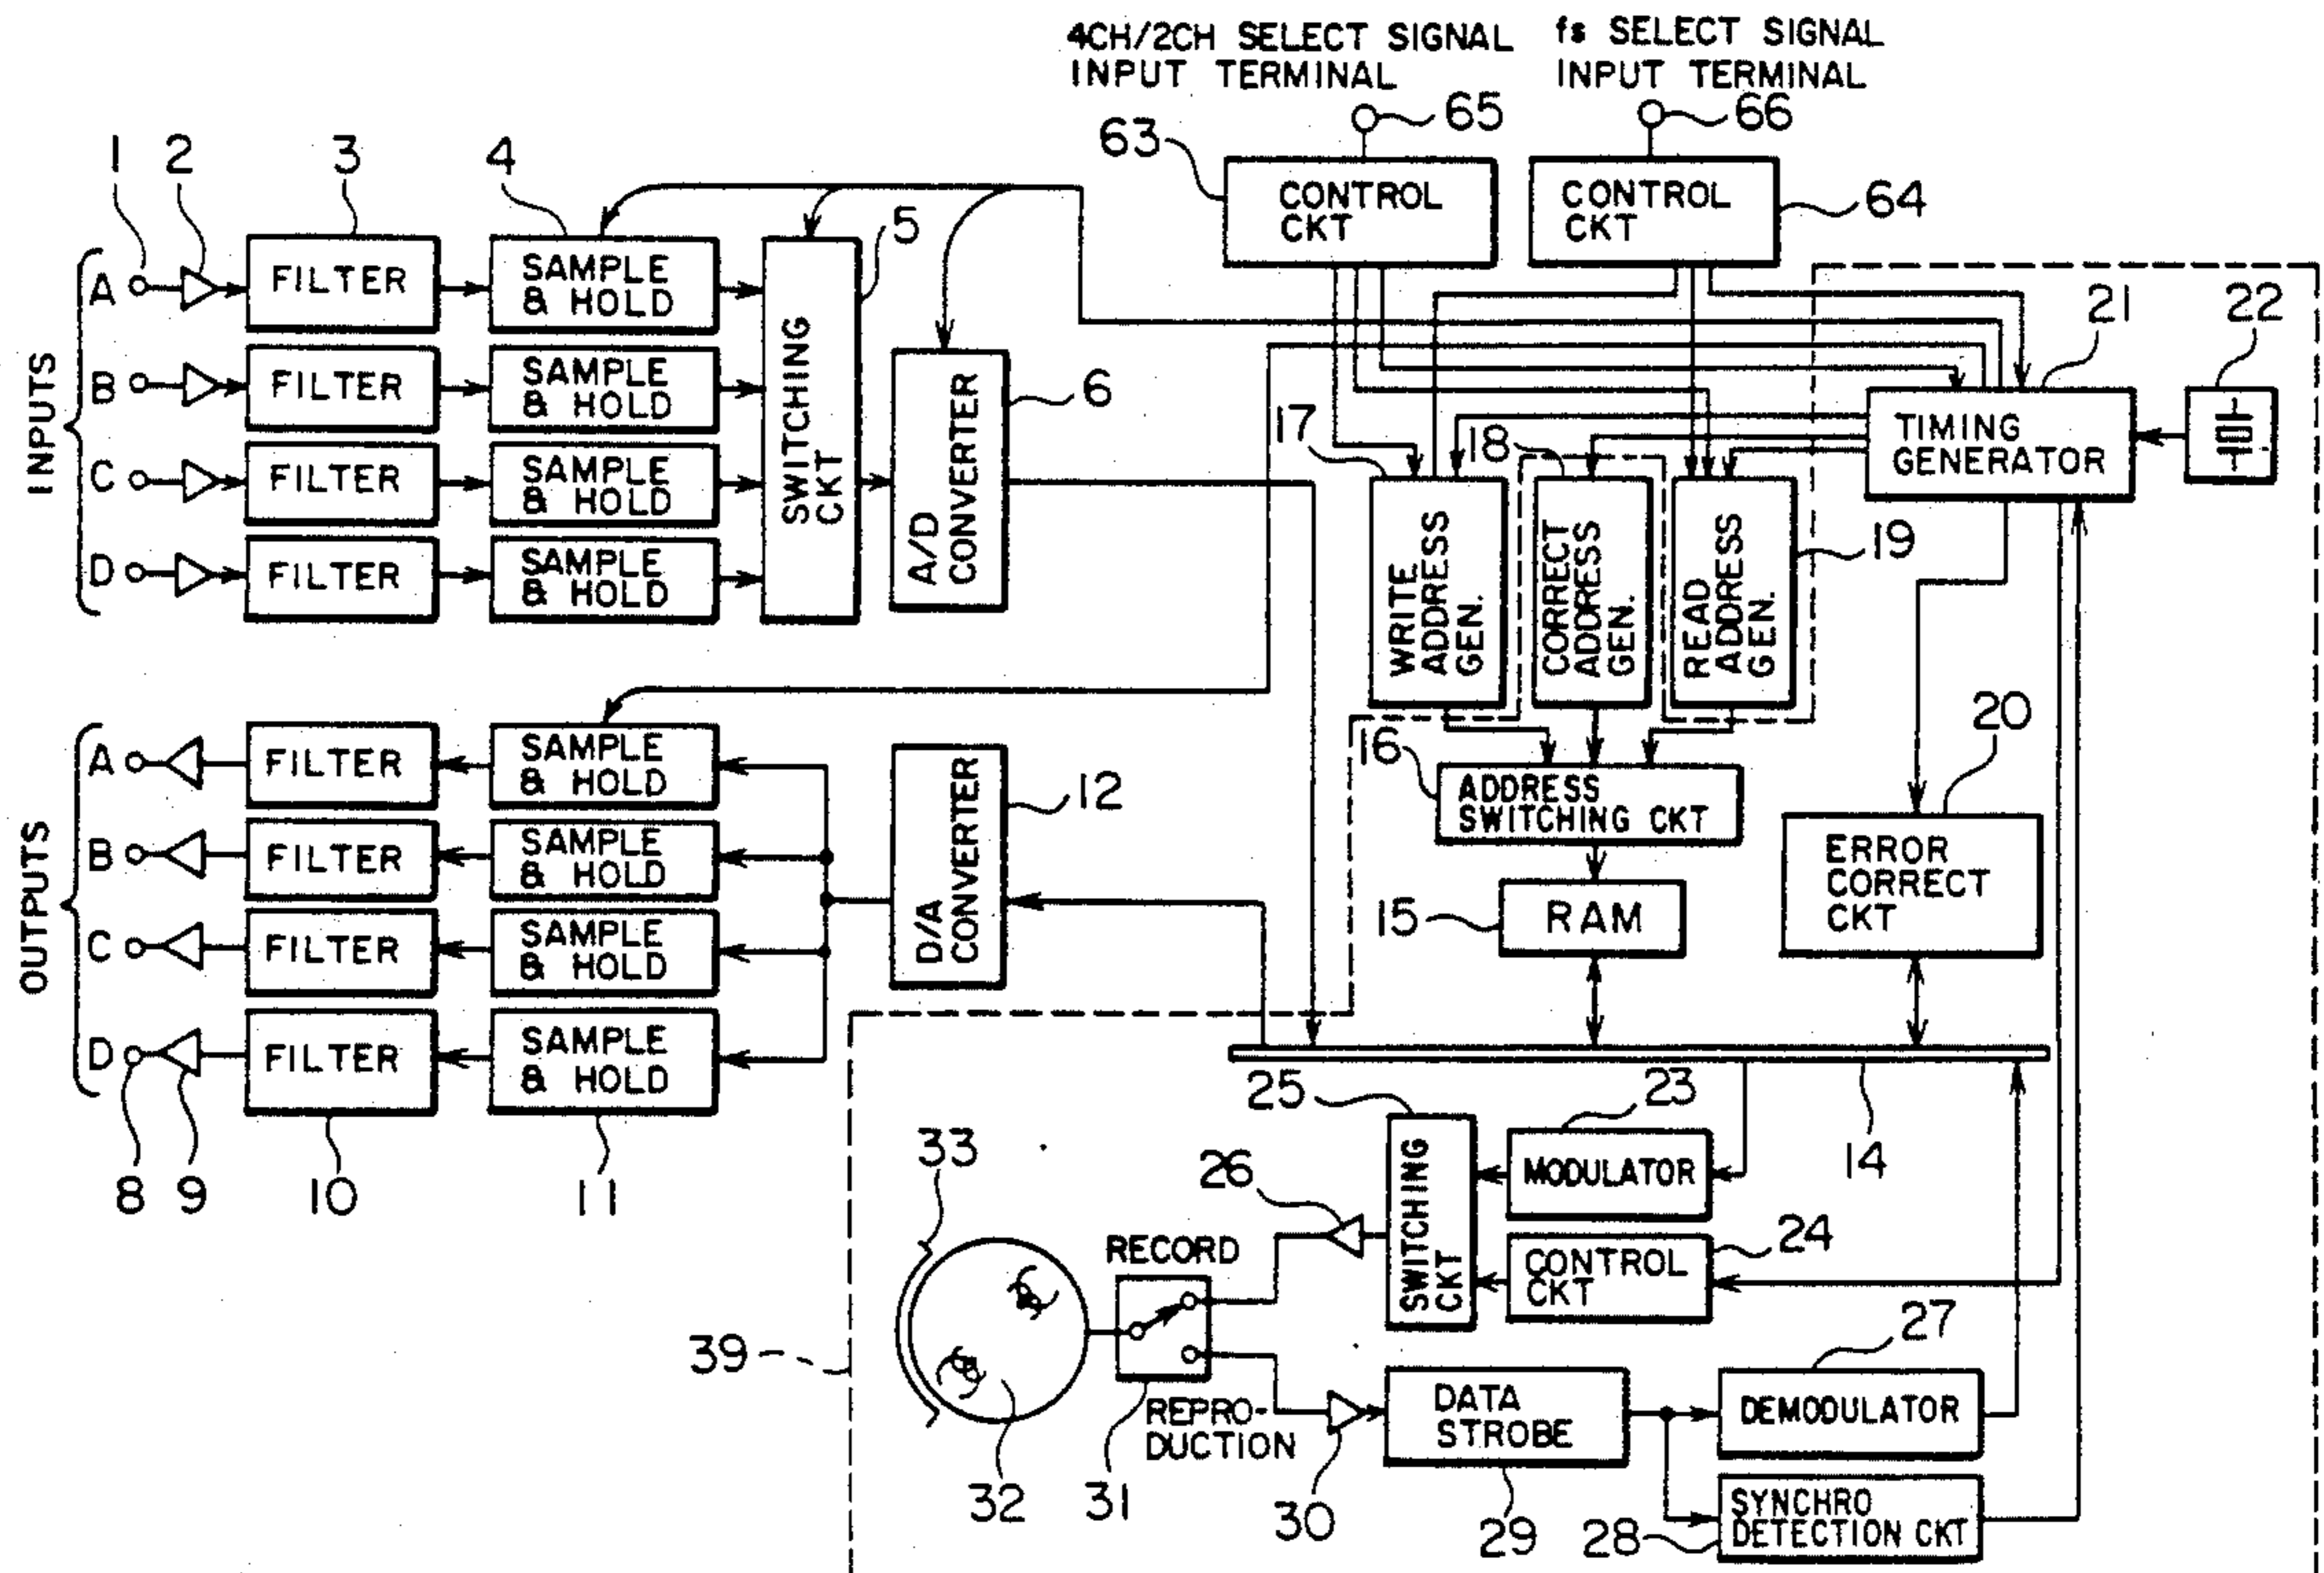 4CH/2CH SELECT SIGNAL
INPUT TERMINAL
fs SELECT SIGNAL
INPUT TERMINAL
65
66
63
64
CONTROL
CKT
CONTROL
CKT
1
2
3
4
5
6
INPUTS
A
FILTER
SAMPLE
& HOLD
B
FILTER
SAMPLE
& HOLD
C
FILTER
SAMPLE
& HOLD
D
FILTER
SAMPLE
& HOLD
SWITCHING
CKT
A/D
CONVERTER
21
22
TIMING
GENERATOR
17
18
19
WRITE
ADDRESS
GEN.
CORRECT
ADDRESS
GEN.
READ
ADDRESS
GEN.
16
ADDRESS
SWITCHING CKT
15
RAM
20
ERROR
CORRECT
CKT
OUTPUTS
A
FILTER
SAMPLE
& HOLD
B
FILTER
SAMPLE
& HOLD
C
FILTER
SAMPLE
& HOLD
D
FILTER
SAMPLE
& HOLD
12
D/A
CONVERTER
8
9
10
11
14
25
23
SWITCHING
CKT
MODULATOR
24
CONTROL
CKT
26
33
RECORD
39
32
31
REPRO-
DUCTION
30
DATA
STROBE
29
27
DEMODULATOR
28
SYNCHRO
DETECTION CKT